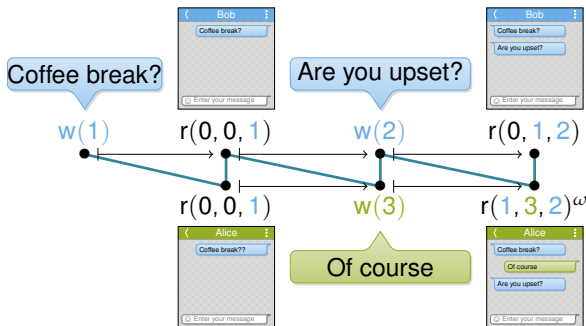 Bob
Coffee break?
Enter your message
Coffee break?
Are you upset?
Bob
Coffee break?
Are you upset?
Enter your message
w(1)
r(0, 0, 1)
w(2)
r(0, 1, 2)
r(0, 0, 1)
w(3)
r(1, 3, 2)^ω
Alice
Coffee break??
Enter your message
Of course
Alice
Coffee break?
Of course
Are you upset?
Enter your message